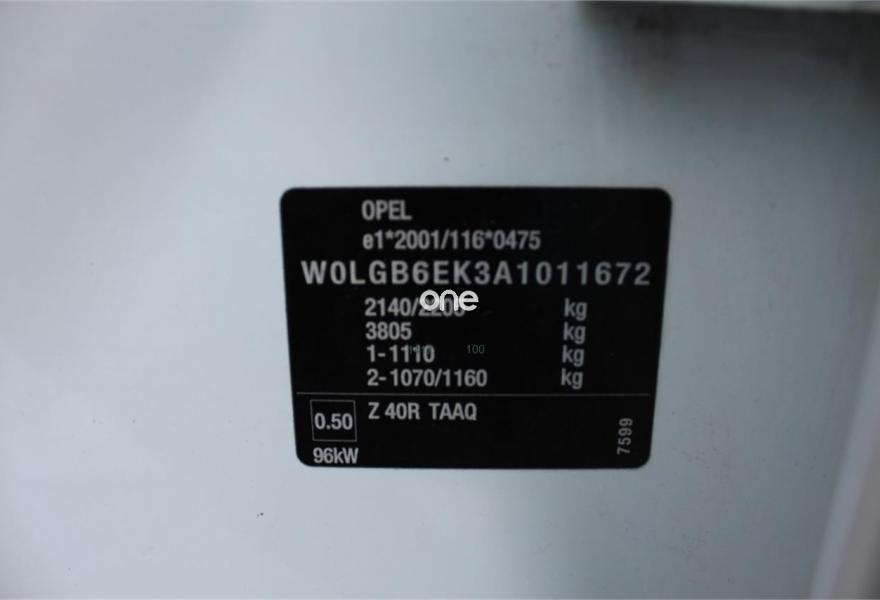 OPEL
e1*2001/116*0475
W0LGB6EK3A1011672
one
kg
3805 kg
1-1110 kg
100
2-1070/1160 kg
0.50 Z 40R TAAQ
96kW
7599